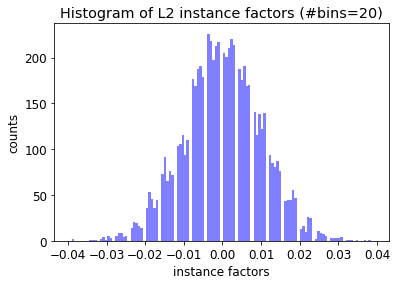 Histogram of L2 instance factors (#bins=20)
counts
200
150
100
50
0
−0.04 −0.03 −0.02 −0.01 0.00 0.01 0.02 0.03 0.04
instance factors